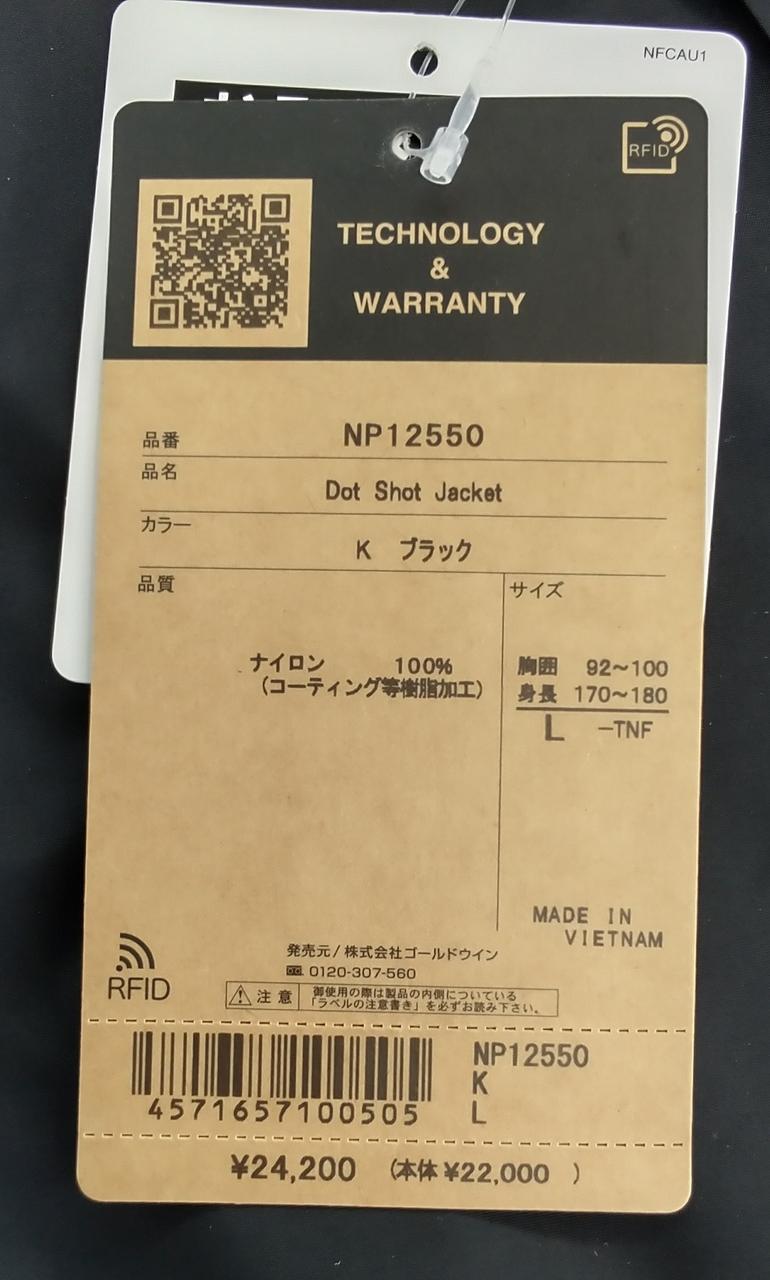 NFCAU1
RFID
TECHNOLOGY
&
WARRANTY
品番 NP12550
品名
Dot Shot Jacket
カラー
K ブラック
品質
ナイロン 100%
(コーティング等樹脂加工)
サイズ
胸囲 92~100
身長 170~180
L -TNF
MADE IN
VIETNAM
発売元/株式会社ゴールドウイン
0120-307-560
RFID
注意
御使用の際は製品の内側についている
「ラベルの注意書き」を必ずお読み下さい。
4571657100505
NP12550
K
L
¥24,200 (本体¥22,000 )